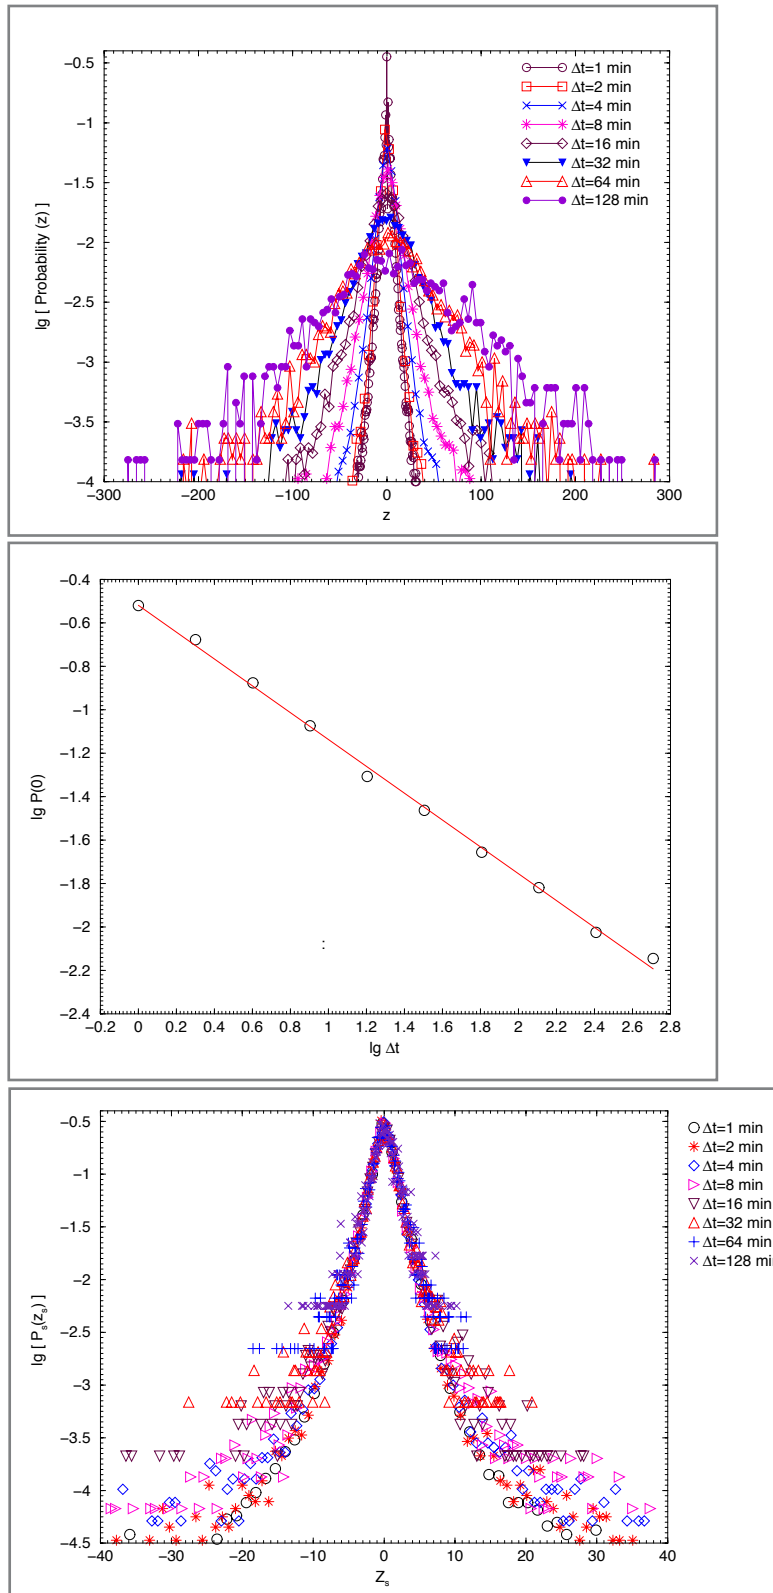 −0.5
−1
−1.5
−2
−2.5
−3
−3.5
−4
lg [ Probability (z) ]
Δt=1 min
Δt=2 min
Δt=4 min
Δt=8 min
Δt=16 min
Δt=32 min
Δt=64 min
Δt=128 min
−300 −200 −100 0 100 200 300
z
−0.4
−0.6
−0.8
−1
−1.2
−1.4
−1.6
−1.8
−2
−2.2
−2.4
lg P(0)
:
−0.2 0 0.2 0.4 0.6 0.8 1 1.2 1.4 1.6 1.8 2 2.2 2.4 2.6 2.8
lg Δt
−0.5
−1
−1.5
−2
−2.5
−3
−3.5
−4
−4.5
lg [ P_s(z_s) ]
Δt=1 min
Δt=2 min
Δt=4 min
Δt=8 min
Δt=16 min
Δt=32 min
Δt=64 min
Δt=128 min
−40 −30 −20 −10 0 10 20 30 40
Z_s